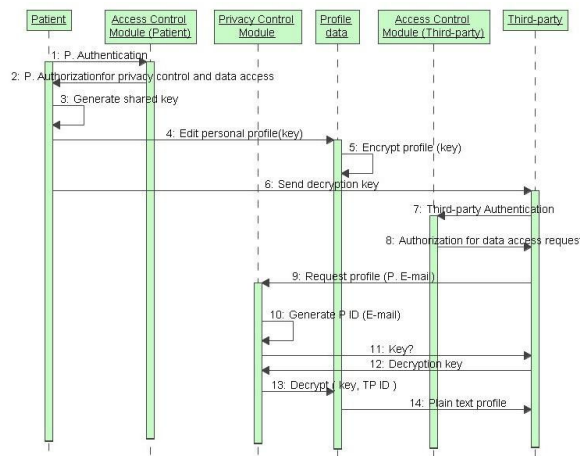 Patient
Access Control
Module (Patient)
Privacy Control
Module
Profile
data
Access Control
Module (Third-party)
Third-party
1: P. Authentication
2: P. Authorizationfor privacy control and data access
3: Generate shared key
4: Edit personal profile(key)
5: Encrypt profile (key)
6: Send decryption key
7: Third-party Authentication
8: Authorization for data access request
9: Request profile (P. E-mail)
10: Generate P ID (E-mail)
11: Key?
12: Decryption key
13: Decrypt ( key, TP ID )
14: Plain text profile